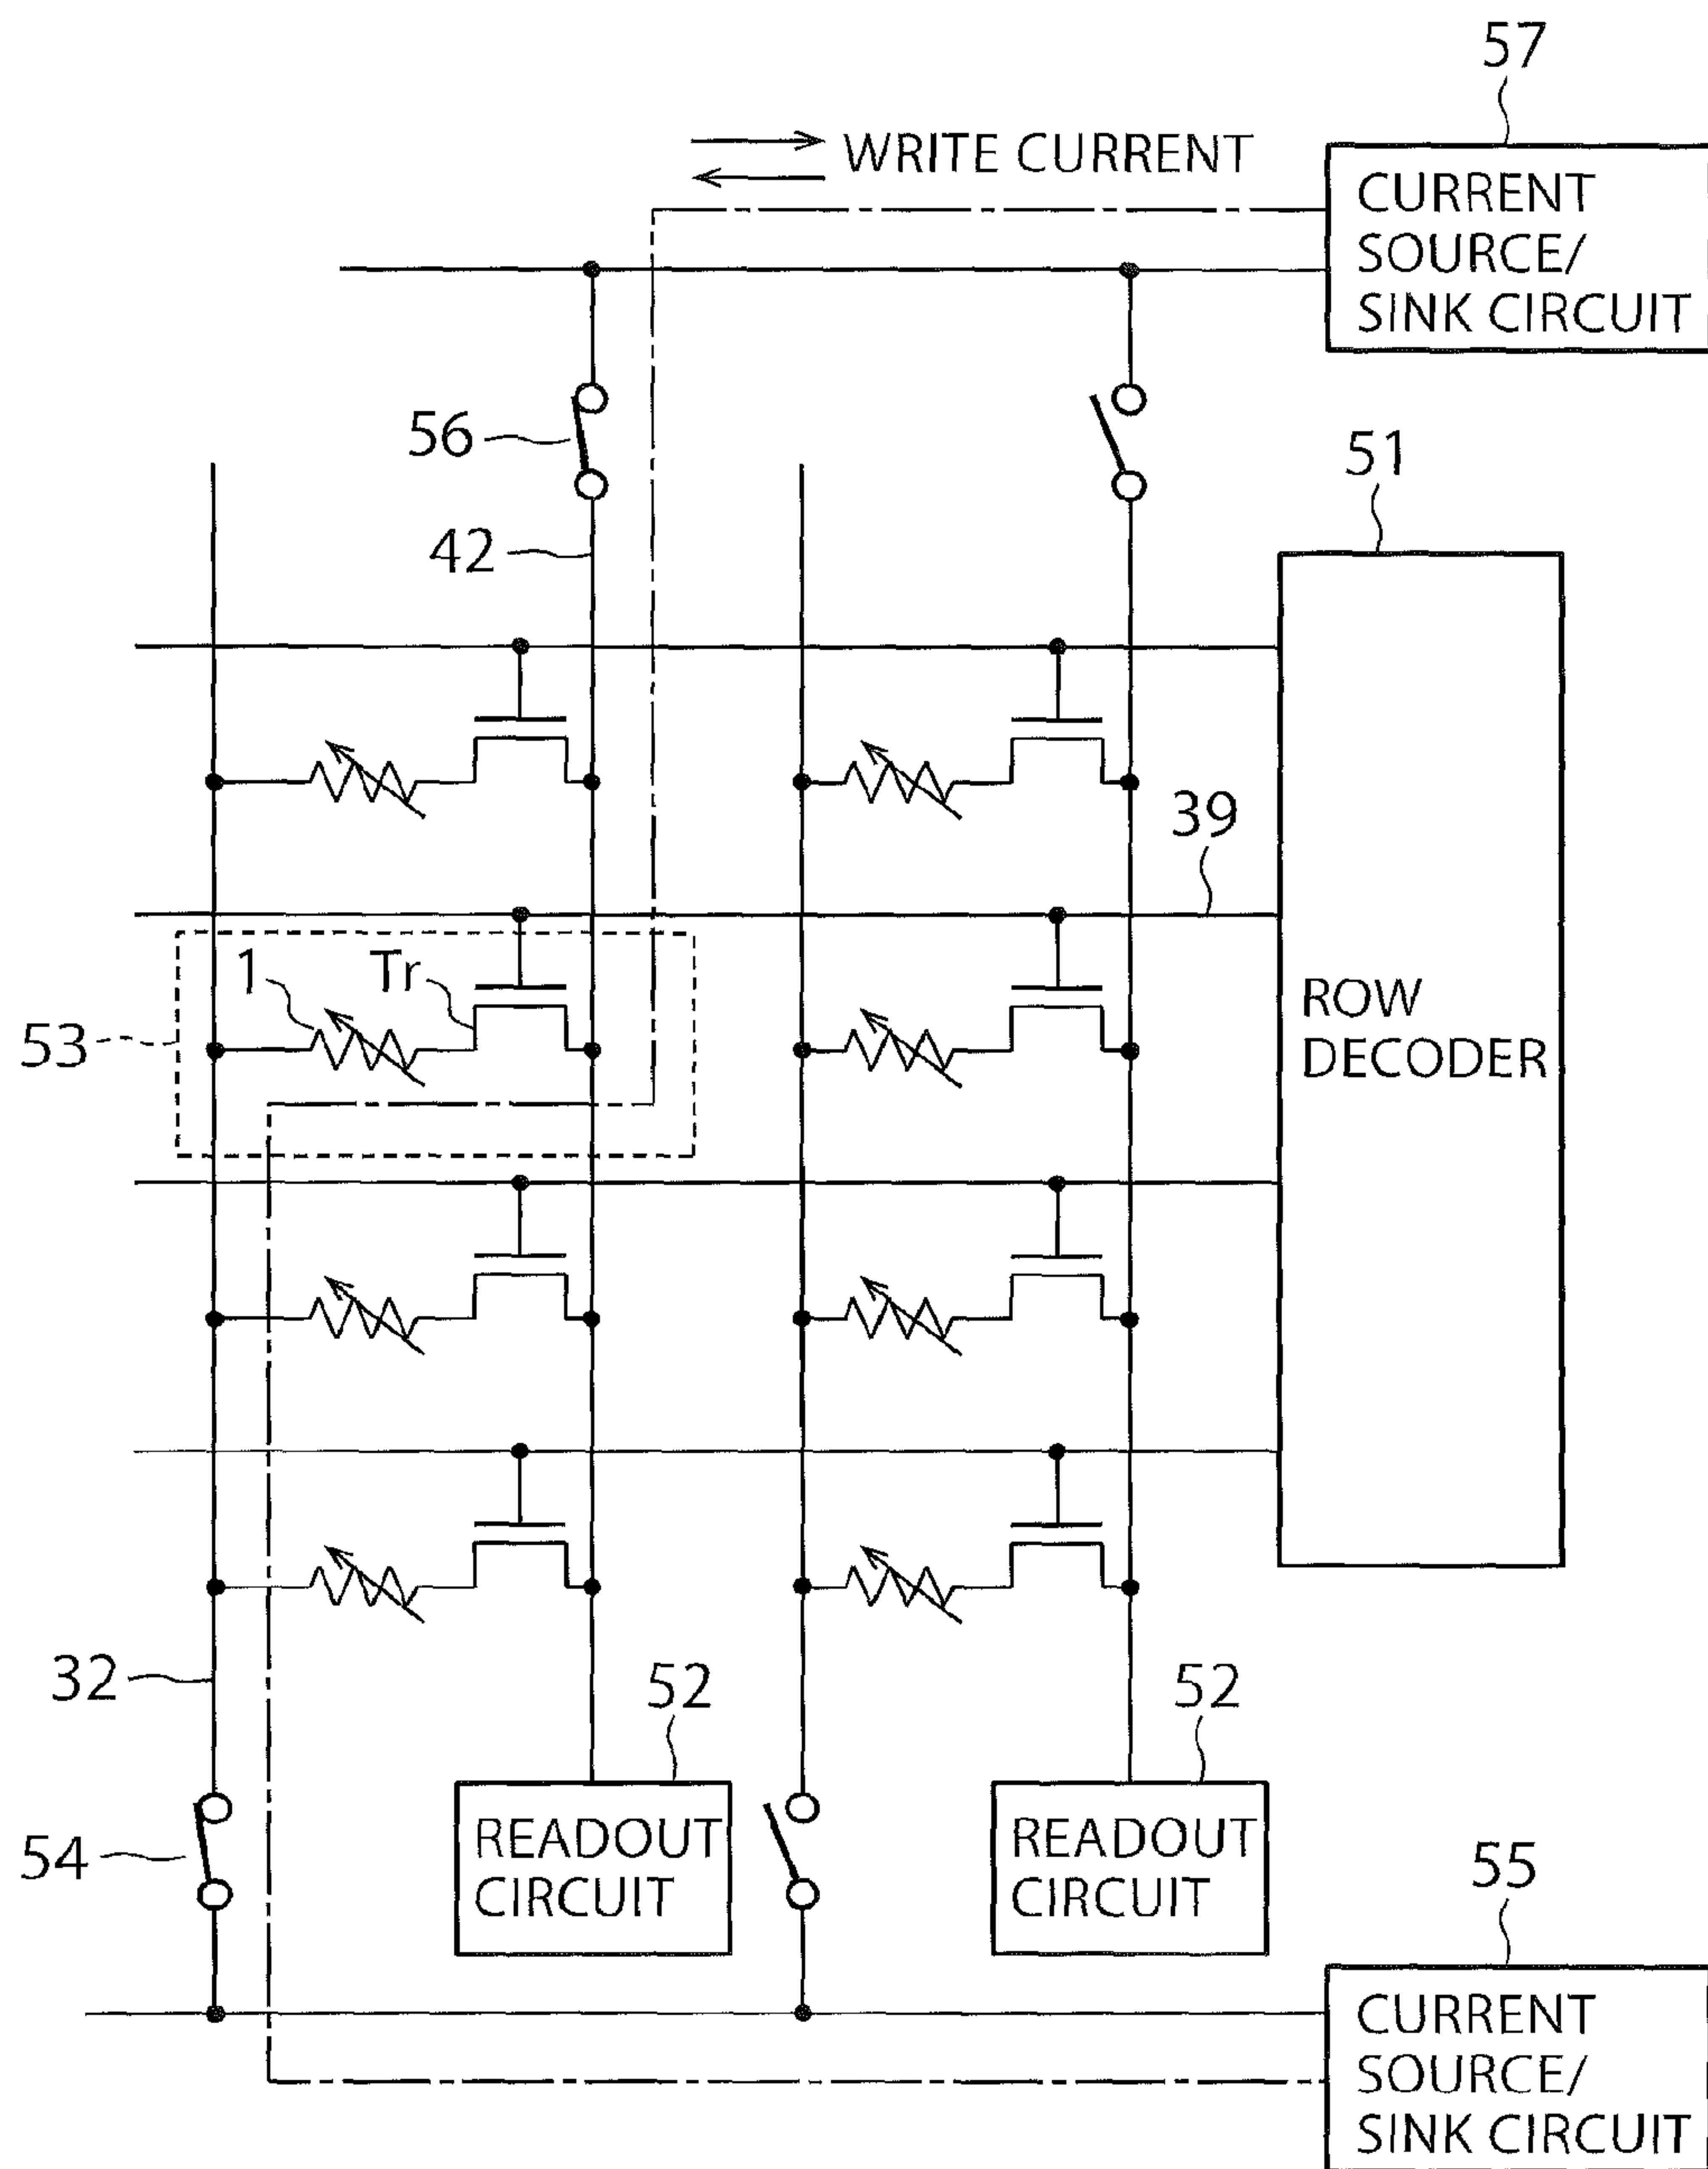 57
WRITE CURRENT
CURRENT
SOURCE/
SINK CIRCUIT
56
51
42
39
1
Tr
53
ROW
DECODER
32
52
52
READOUT
CIRCUIT
READOUT
CIRCUIT
54
55
CURRENT
SOURCE/
SINK CIRCUIT